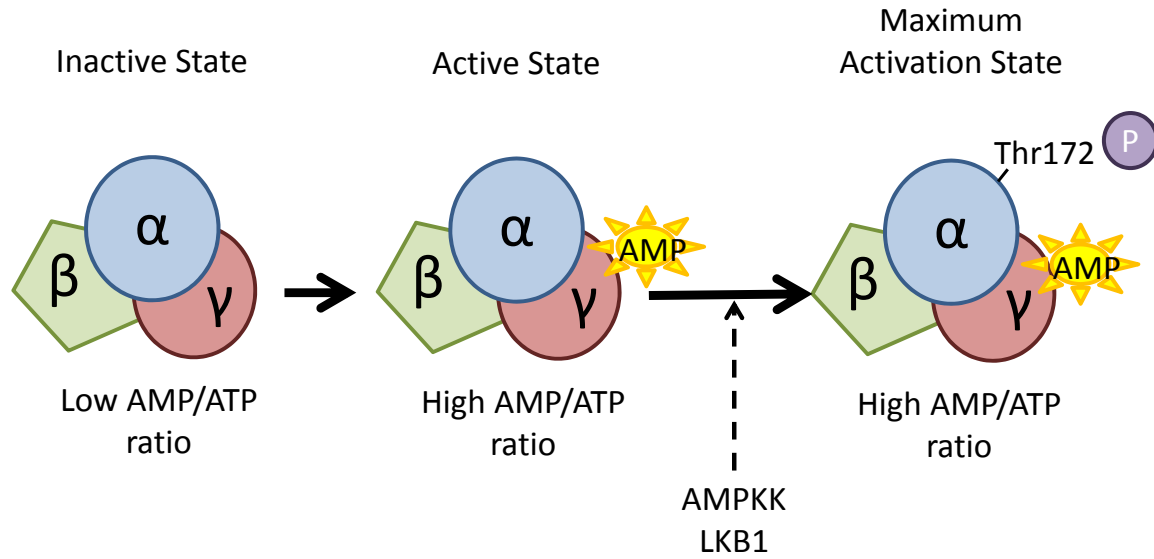 Inactive State
Active State
Maximum
Activation State
α
β
γ
α
β
γ
AMP
Thr172
P
α
β
γ
AMP
Low AMP/ATP
ratio
High AMP/ATP
ratio
High AMP/ATP
ratio
AMPKK
LKB1